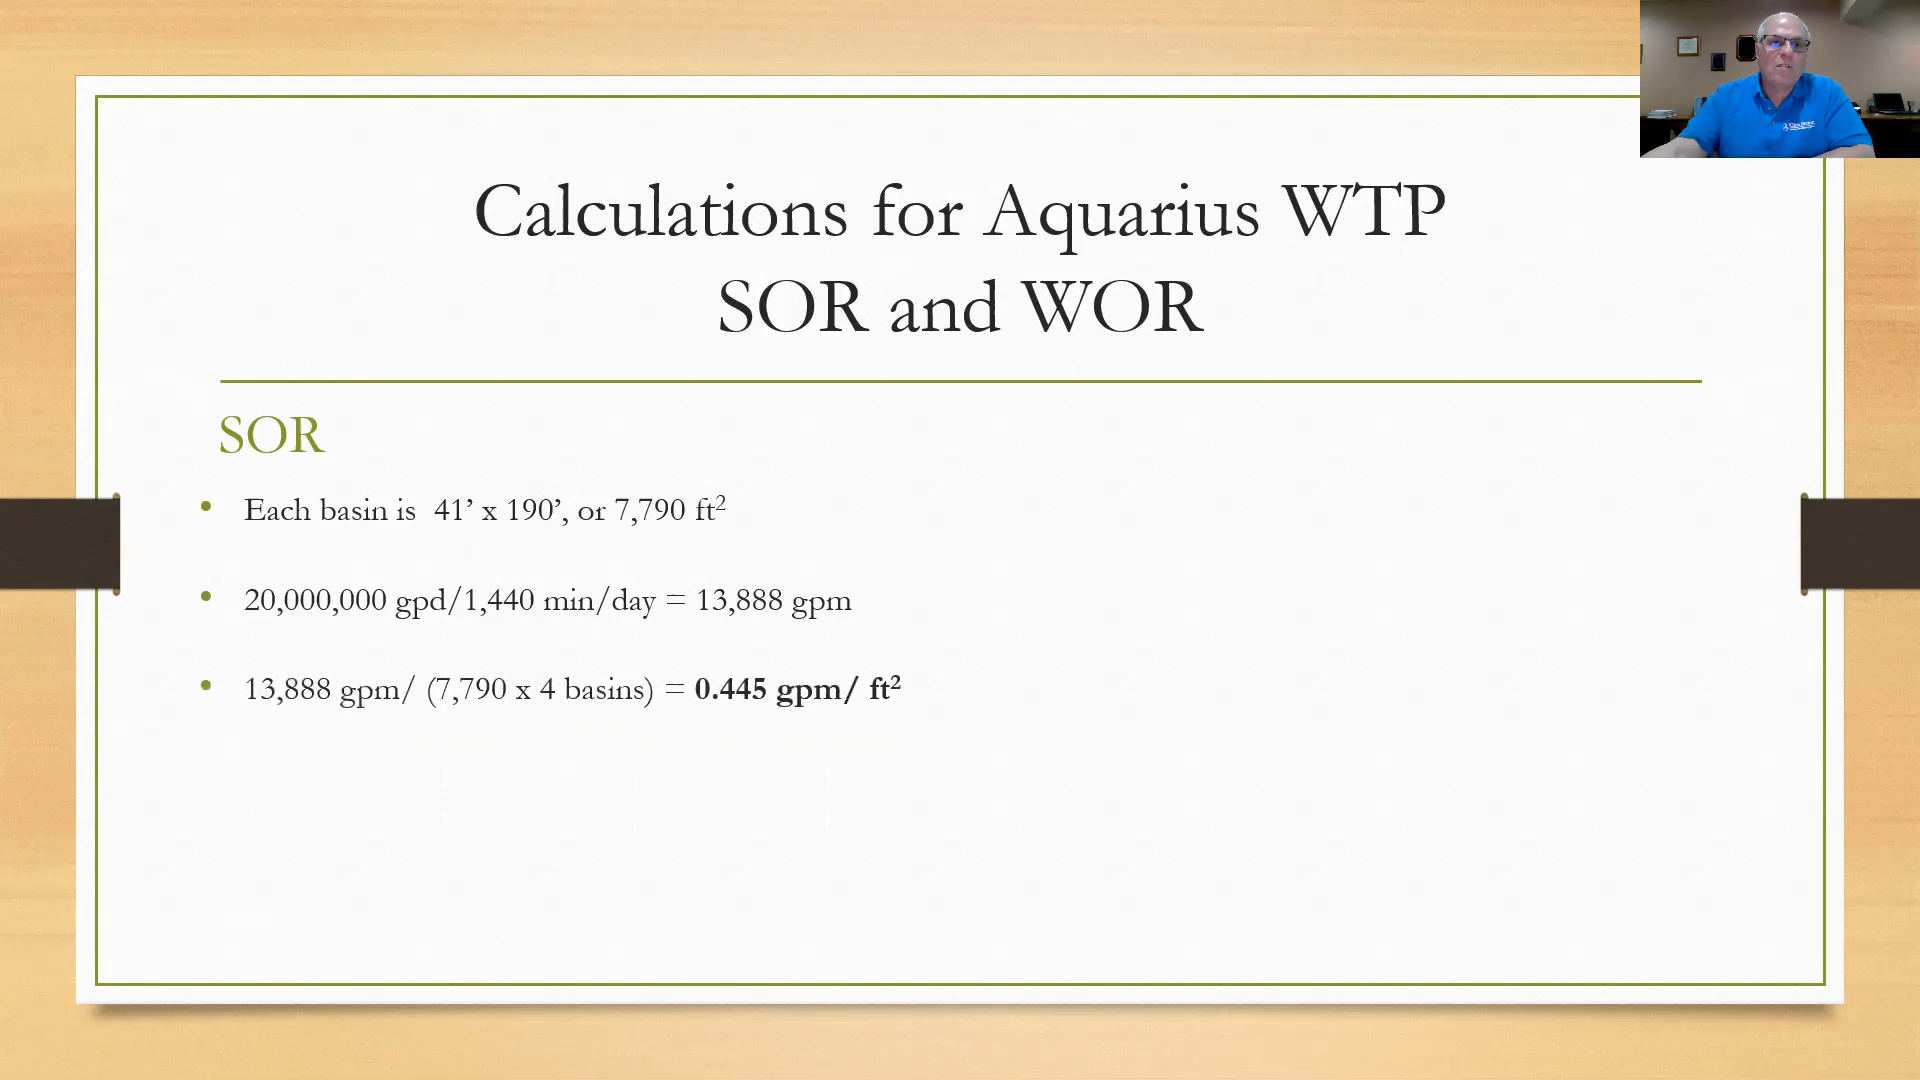 Calculations for Aquarius WTP
SOR and WOR
SOR
• Each basin is  41’ x 190’, or 7,790 ft²
• 20,000,000 gpd/1,440 min/day = 13,888 gpm
• 13,888 gpm/ (7,790 x 4 basins) = 0.445 gpm/ ft²